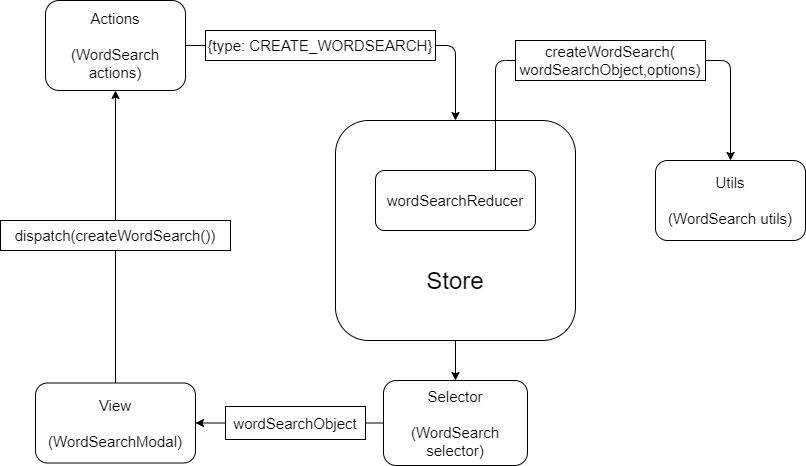 Actions
(WordSearch
actions)
{type: CREATE_WORDSEARCH}
createWordSearch(
wordSearchObject,options)
wordSearchReducer
Utils
(WordSearch utils)
dispatch(createWordSearch())
Store
View
(WordSearchModal)
wordSearchObject
Selector
(WordSearch
selector)